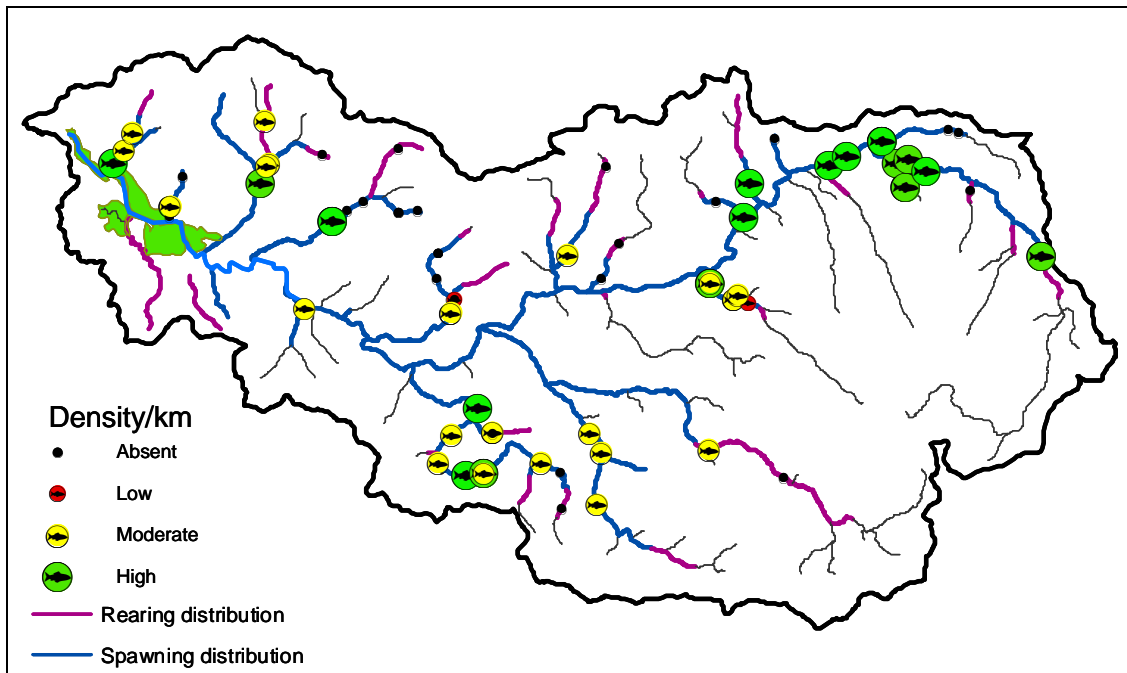 Density/km
Absent
Low
Moderate
High
Rearing distribution
Spawning distribution